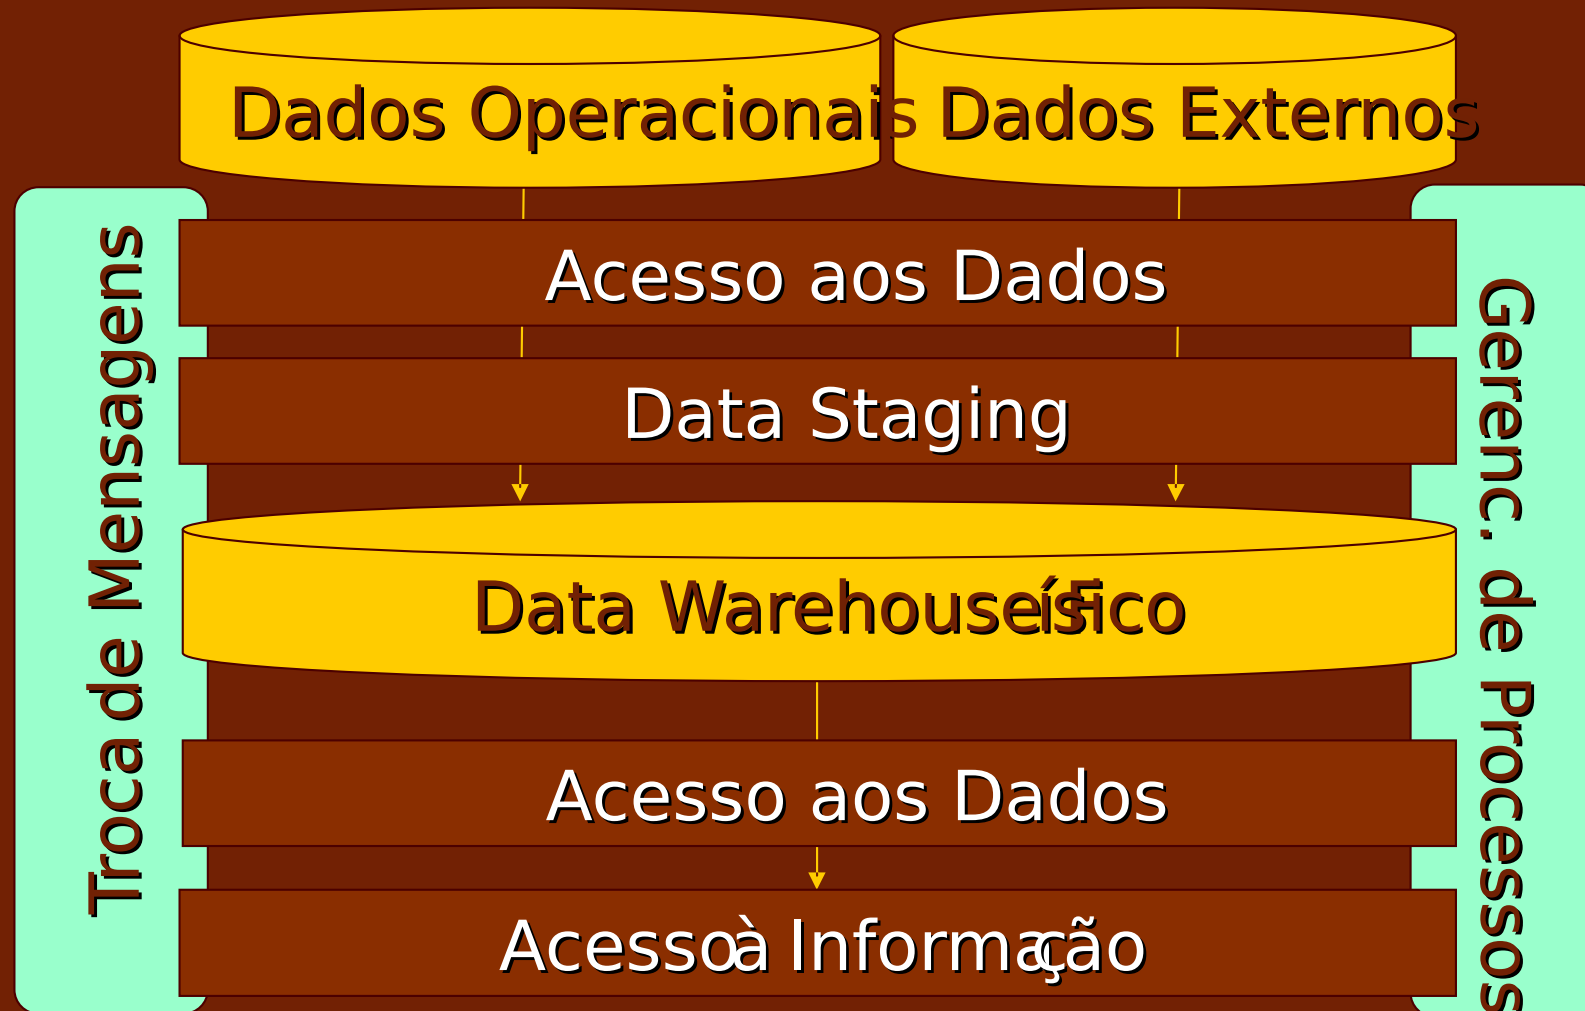 Dados Operacionais
Dados Externos
Troca de Mensagens
Acesso aos Dados
Data Staging
Data Warehouse Físico
Acesso aos Dados
Acesso à Informação
Gerenc. de Processos